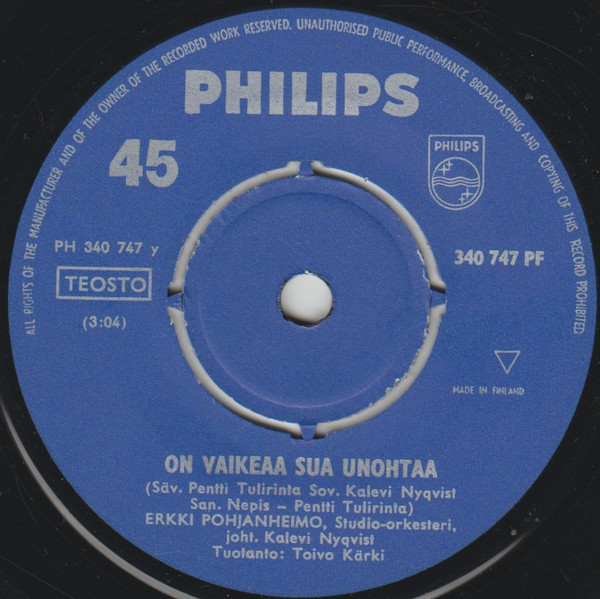 ALL RIGHTS OF THE MANUFACTURER AND OF THE OWNER OF THE RECORDED WORK RESERVED. UNAUTHORISED PUBLIC PERFORMANCE, BROADCASTING AND COPYING OF THIS RECORD PROHIBITED
PHILIPS
45
PHILIPS
PH 340 747 y
340 747 PF
TEOSTO
(3:04)
MADE IN FINLAND
ON VAIKEAA SUA UNOHTAA
(Säv. Pentti Tulirinta Sov. Kalevi Nyqvist
San. Nepis – Pentti Tulirinta)
ERKKI POHJANHEIMO, Studio-orkesteri,
joht. Kalevi Nyqvist
Tuotanto: Toivo Kärki